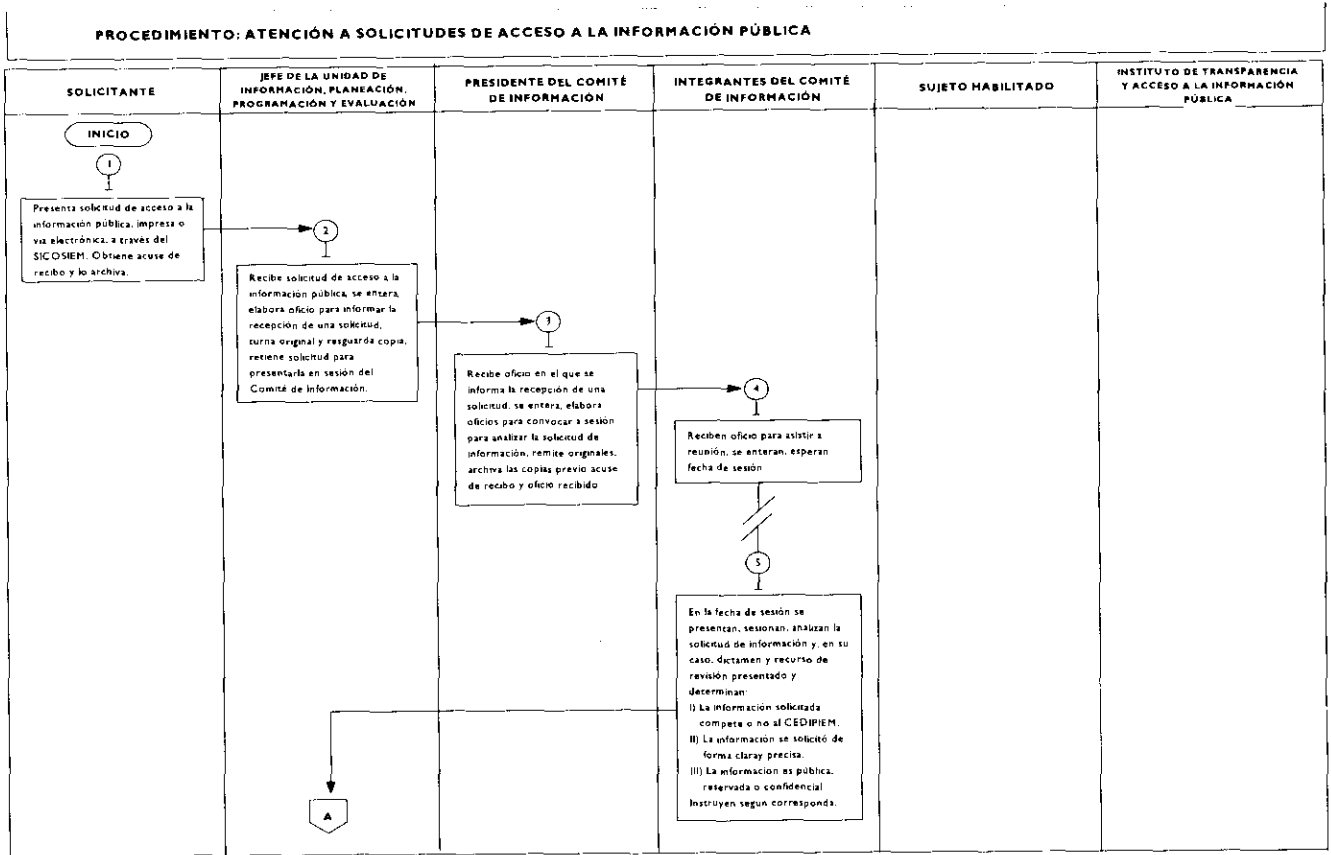 PROCEDIMIENTO: ATENCIÓN A SOLICITUDES DE ACCESO A LA INFORMACIÓN PÚBLICA
SOLICITANTE
JEFE DE LA UNIDAD DE
INFORMACIÓN, PLANEACIÓN,
PROGRAMACIÓN Y EVALUACIÓN
PRESIDENTE DEL COMITÉ
DE INFORMACIÓN
INTEGRANTES DEL COMITÉ
DE INFORMACIÓN
SUJETO HABILITADO
INSTITUTO DE TRANSPARENCIA
Y ACCESO A LA INFORMACIÓN
PÚBLICA
INICIO
1
Presenta solicitud de acceso a la
información pública, impresa o
via electrónica, a través del
SICOSIEM. Obtiene acuse de
recibo y lo archiva.
2
Recibe solicitud de acceso a la
información pública, se entera,
elabora oficio para informar la
recepción de una solicitud,
turna original y resguarda copia,
retiene solicitud para
presentarla en sesión del
Comité de Información.
3
Recibe oficio en el que se
informa la recepción de una
solicitud, se entera, elabora
oficios para convocar a sesión
para analizar la solicitud de
información, remite originales,
archiva las copias previo acuse
de recibo y oficio recibido
4
Reciben oficio para asistir a
reunión, se enteran, esperan
fecha de sesión
5
En la fecha de sesión se
presentan, sesionan, analizan la
solicitud de información y, en su
caso, dictamen y recurso de
revisión presentado y
determinan:
I) La información solicitada
compete o no al CEDIPIEM.
II) La información se solicitó de
forma claray precisa.
III) La informacion es pública,
reservada o confidencial
Instruyen segun corresponda.
A